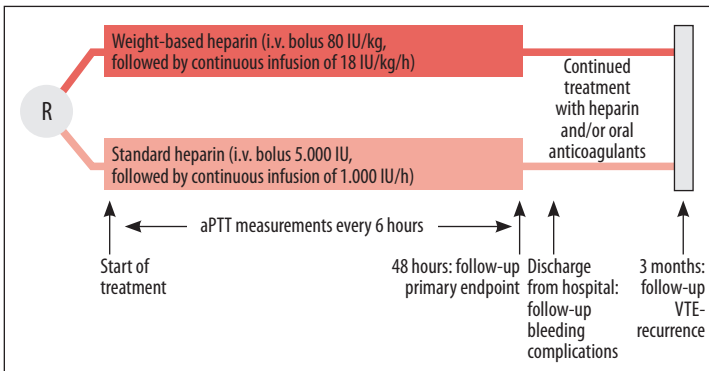 Weight-based heparin (i.v. bolus 80 IU/kg,
followed by continuous infusion of 18 IU/kg/h)
R
Continued
treatment
with heparin
and/or oral
anticoagulants
Standard heparin (i.v. bolus 5.000 IU,
followed by continuous infusion of 1.000 IU/h)
aPTT measurements every 6 hours
Start of
treatment
48 hours: follow-up
primary endpoint
Discharge
from hospital:
follow-up
bleeding
complications
3 months:
follow-up
VTE-
recurrence